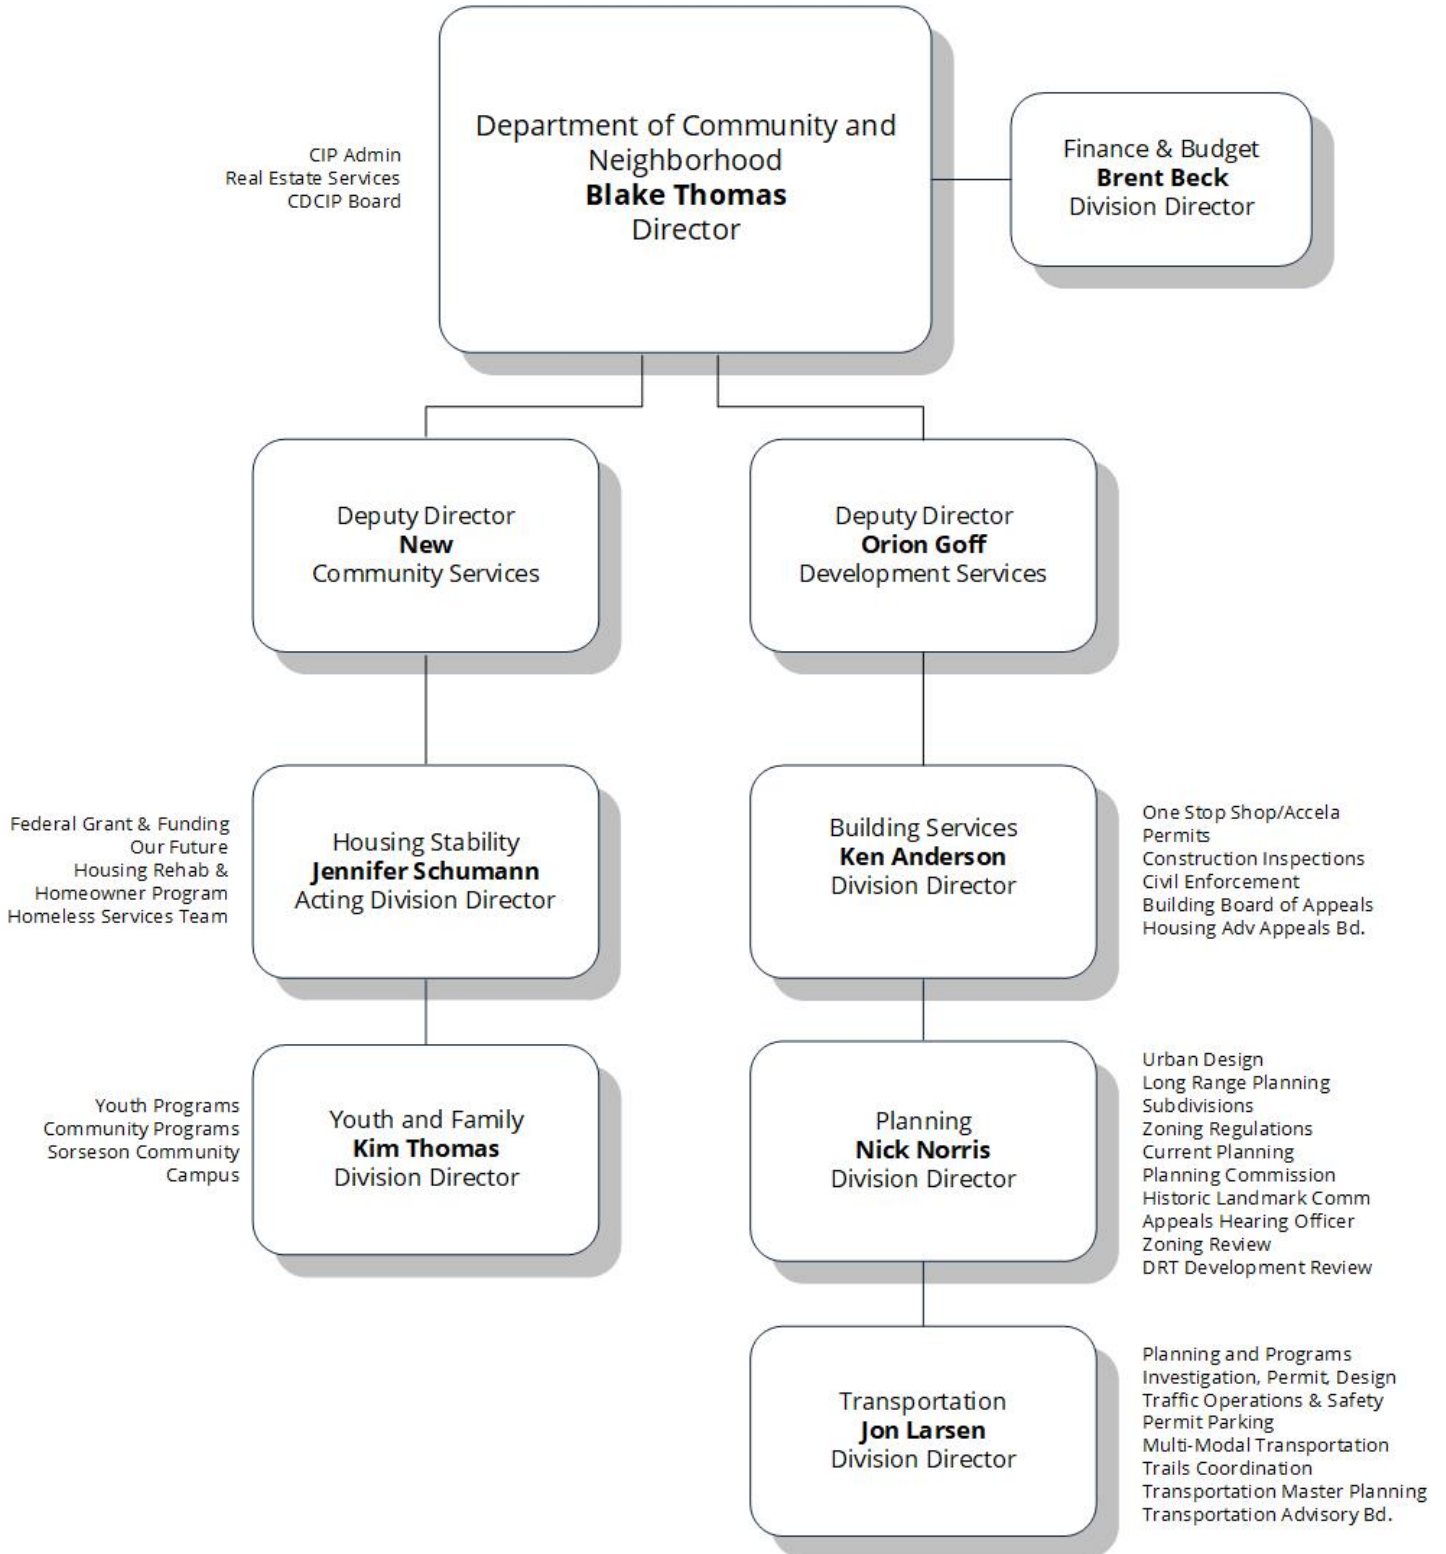 Department of Community and
Neighborhood
Blake Thomas
Director
CIP Admin
Real Estate Services
CDCIP Board
Finance & Budget
Brent Beck
Division Director
Deputy Director
New
Community Services
Deputy Director
Orion Goff
Development Services
Federal Grant & Funding
Our Future
Housing Rehab &
Homeowner Program
Homeless Services Team
Housing Stability
Jennifer Schumann
Acting Division Director
Building Services
Ken Anderson
Division Director
One Stop Shop/Accela
Permits
Construction Inspections
Civil Enforcement
Building Board of Appeals
Housing Adv Appeals Bd.
Youth Programs
Community Programs
Sorseson Community
Campus
Youth and Family
Kim Thomas
Division Director
Planning
Nick Norris
Division Director
Urban Design
Long Range Planning
Subdivisions
Zoning Regulations
Current Planning
Planning Commission
Historic Landmark Comm
Appeals Hearing Officer
Zoning Review
DRT Development Review
Transportation
Jon Larsen
Division Director
Planning and Programs
Investigation, Permit, Design
Traffic Operations & Safety
Permit Parking
Multi-Modal Transportation
Trails Coordination
Transportation Master Planning
Transportation Advisory Bd.